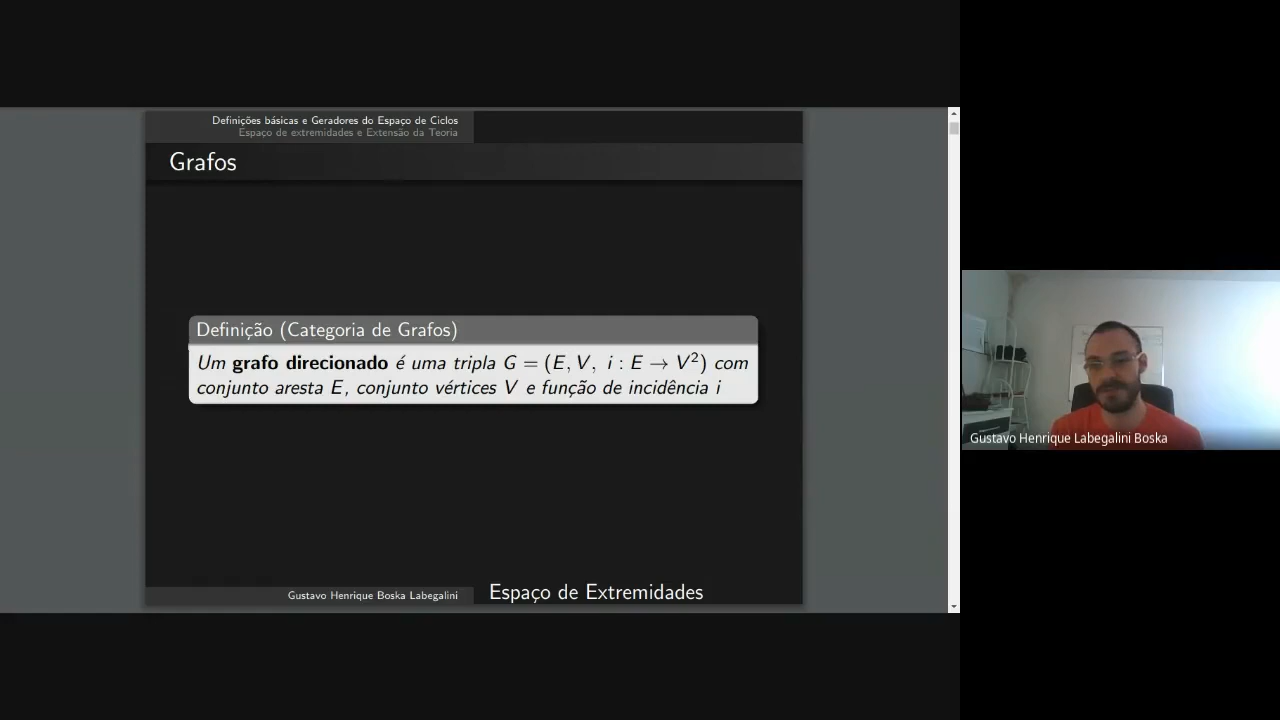 Definições básicas e Geradores do Espaço de Ciclos
Espaço de extremidades e Extensão da Teoria
Grafos
Definição (Categoria de Grafos)
Um grafo direcionado é uma tripla G = (E, V, i : E → V²) com
conjunto aresta E, conjunto vértices V e função de incidência i
Gustavo Henrique Boska Labegalini
Espaço de Extremidades
Gustavo Henrique Labegalini Boska